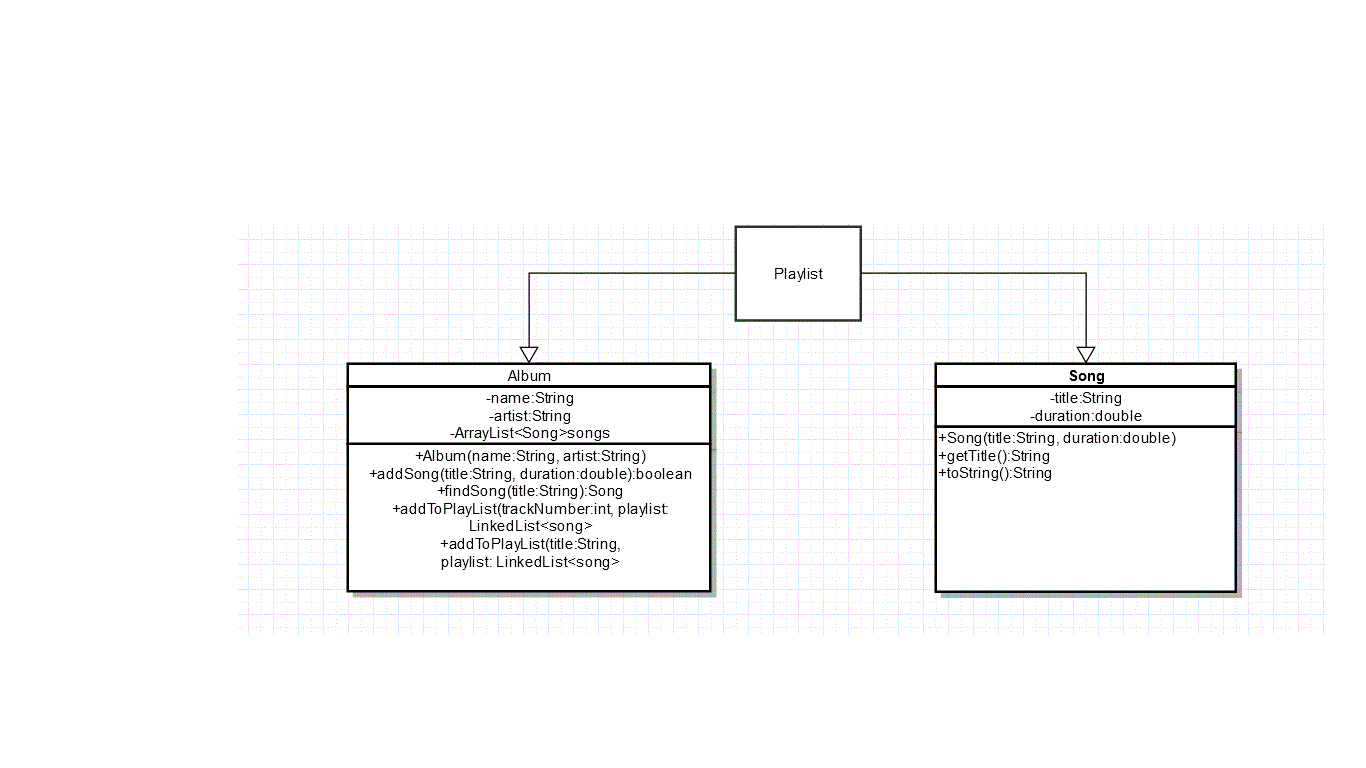 Playlist
Album
-name:String
-artist:String
-ArrayList<Song>songs
+Album(name:String, artist:String)
+addSong(title:String, duration:double):boolean
+findSong(title:String):Song
+addToPlayList(trackNumber:int, playlist:
LinkedList<song>
+addToPlayList(title:String,
playlist: LinkedList<song>
Song
-title:String
-duration:double
+Song(title:String, duration:double)
+getTitle():String
+toString():String